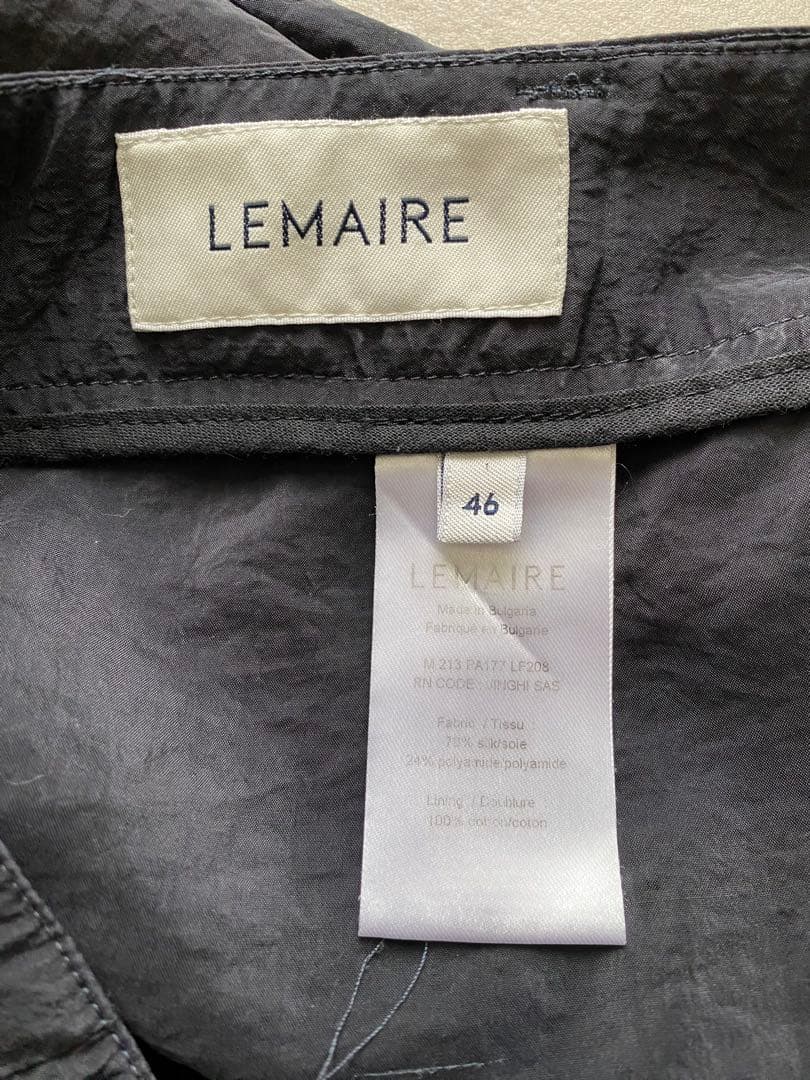 LEMAIRE
46
LEMAIRE
Made in Bulgaria
Fabriqué en Bulgarie
M 213 PA177 LF208
RN CODE : JINGHI SAS
Fabric / Tissu :
silk/soie
24% polyamide/polyamide
Lining / Doublure :
100% cotton/coton